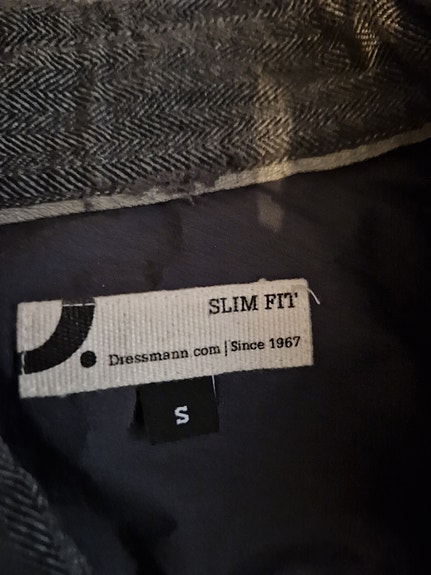 SLIM FIT
Dressmann.com | Since 1967
S